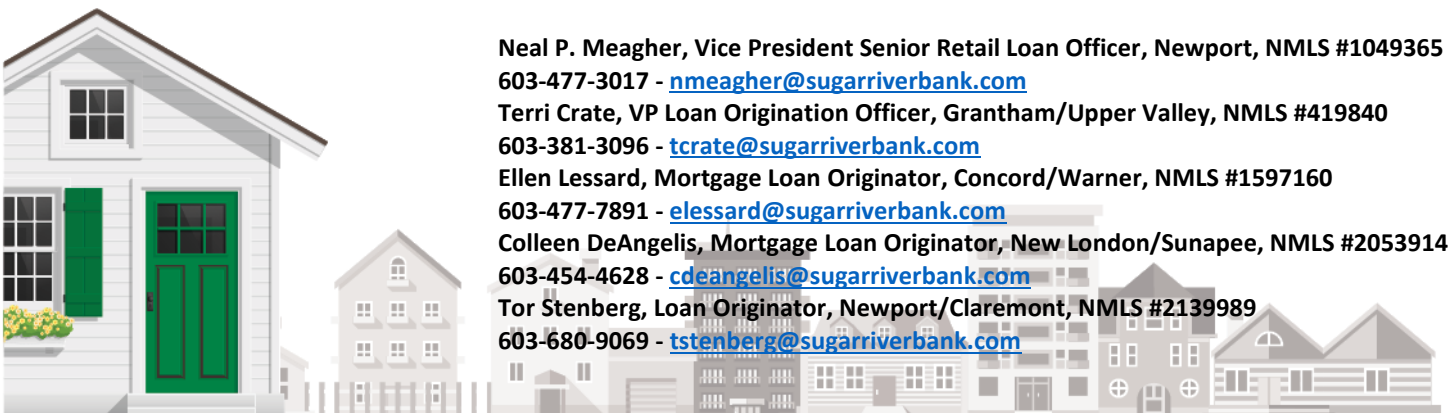 Neal P. Meagher, Vice President Senior Retail Loan Officer, Newport, NMLS #1049365
603-477-3017 - nmeagher@sugarriverbank.com
Terri Crate, VP Loan Origination Officer, Grantham/Upper Valley, NMLS #419840
603-381-3096 - tcrate@sugarriverbank.com
Ellen Lessard, Mortgage Loan Originator, Concord/Warner, NMLS #1597160
603-477-7891 - elessard@sugarriverbank.com
Colleen DeAngelis, Mortgage Loan Originator, New London/Sunapee, NMLS #2053914
603-454-4628 - cdeangelis@sugarriverbank.com
Tor Stenberg, Loan Originator, Newport/Claremont, NMLS #2139989
603-680-9069 - tstenberg@sugarriverbank.com